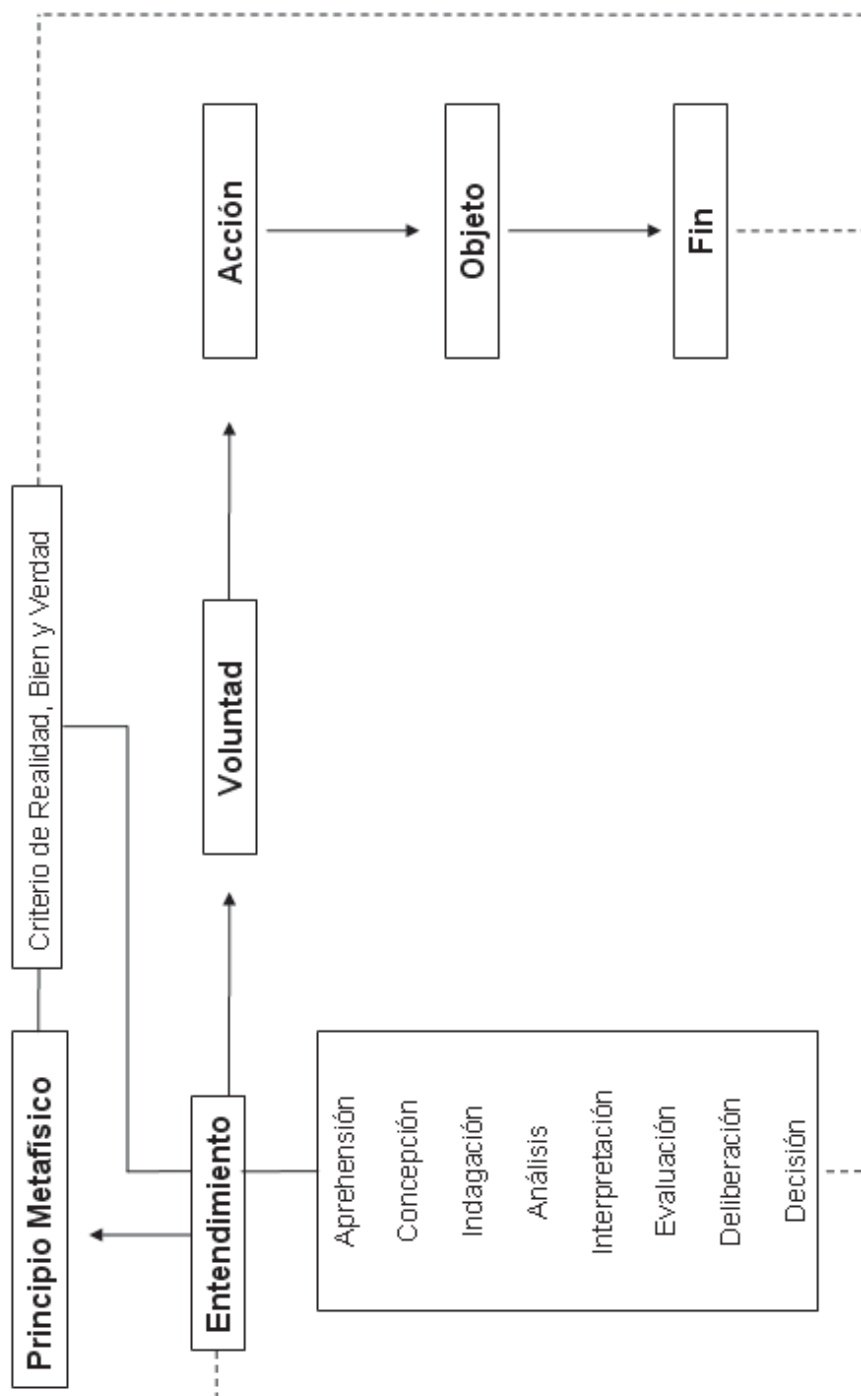 Principio Metafísico
Criterio de Realidad, Bien y Verdad
Entendimiento
Voluntad
Acción
Aprehensión
Concepción
Indagación
Análisis
Interpretación
Evaluación
Deliberación
Decisión
Objeto
Fin